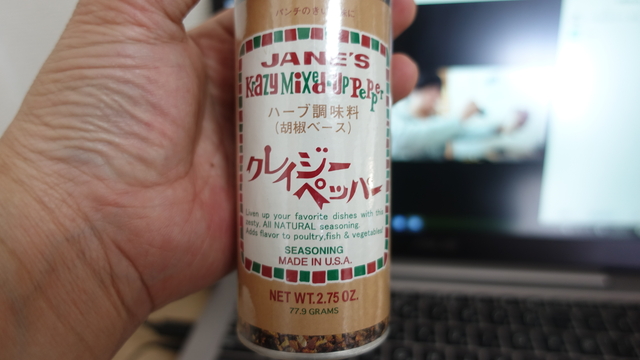 パンチのきい
JANE'S
KRAZY MiXed-UP PePPer
ハーブ調味料
(胡椒ベース)
クレイジー
ペッパー
Liven up your favorite dishes with this
zesty. All NATURAL seasoning.
Adds flavor to poultry,fish & vegetables
SEASONING
MADE IN U.S.A.
NET WT.2.75 OZ.
77.9 GRAMS